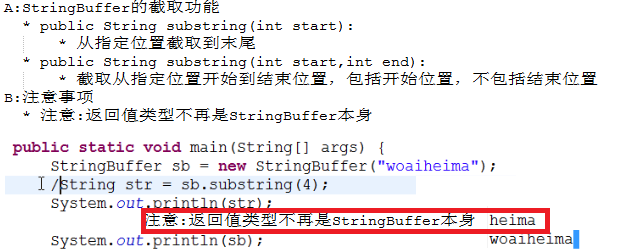 A:StringBuffer的截取功能
* public String substring(int start):
* 从指定位置截取到末尾
* public String substring(int start,int end):
* 截取从指定位置开始到结束位置，包括开始位置，不包括结束位置
B:注意事项
* 注意:返回值类型不再是StringBuffer本身
public static void main(String[] args) {
StringBuffer sb = new StringBuffer("woaiheima");
/String str = sb.substring(4);
System.out.println(str);
注意:返回值类型不再是StringBuffer本身 heima
System.out.println(sb); woaiheima